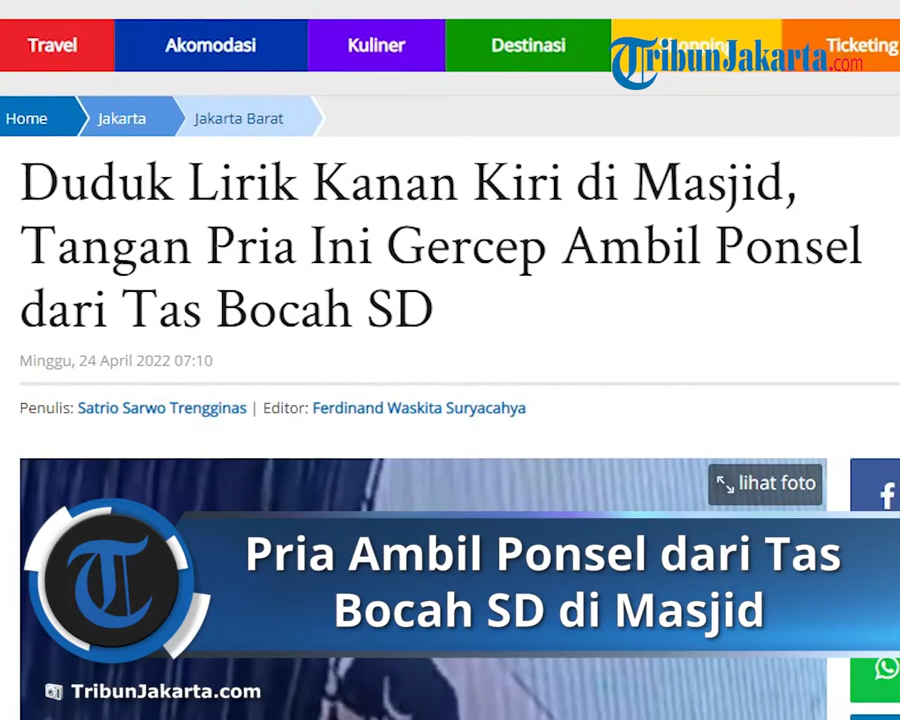 Travel
Akomodasi
Kuliner
Destinasi
Shopping
Ticketing
TribunJakarta.com
Home
Jakarta
Jakarta Barat
Duduk Lirik Kanan Kiri di Masjid,
Tangan Pria Ini Gercep Ambil Ponsel
dari Tas Bocah SD
Minggu, 24 April 2022 07:10
Penulis: Satrio Sarwo Trengginas | Editor: Ferdinand Waskita Suryacahya
lihat foto
f
T
Pria Ambil Ponsel dari Tas
Bocah SD di Masjid
TribunJakarta.com